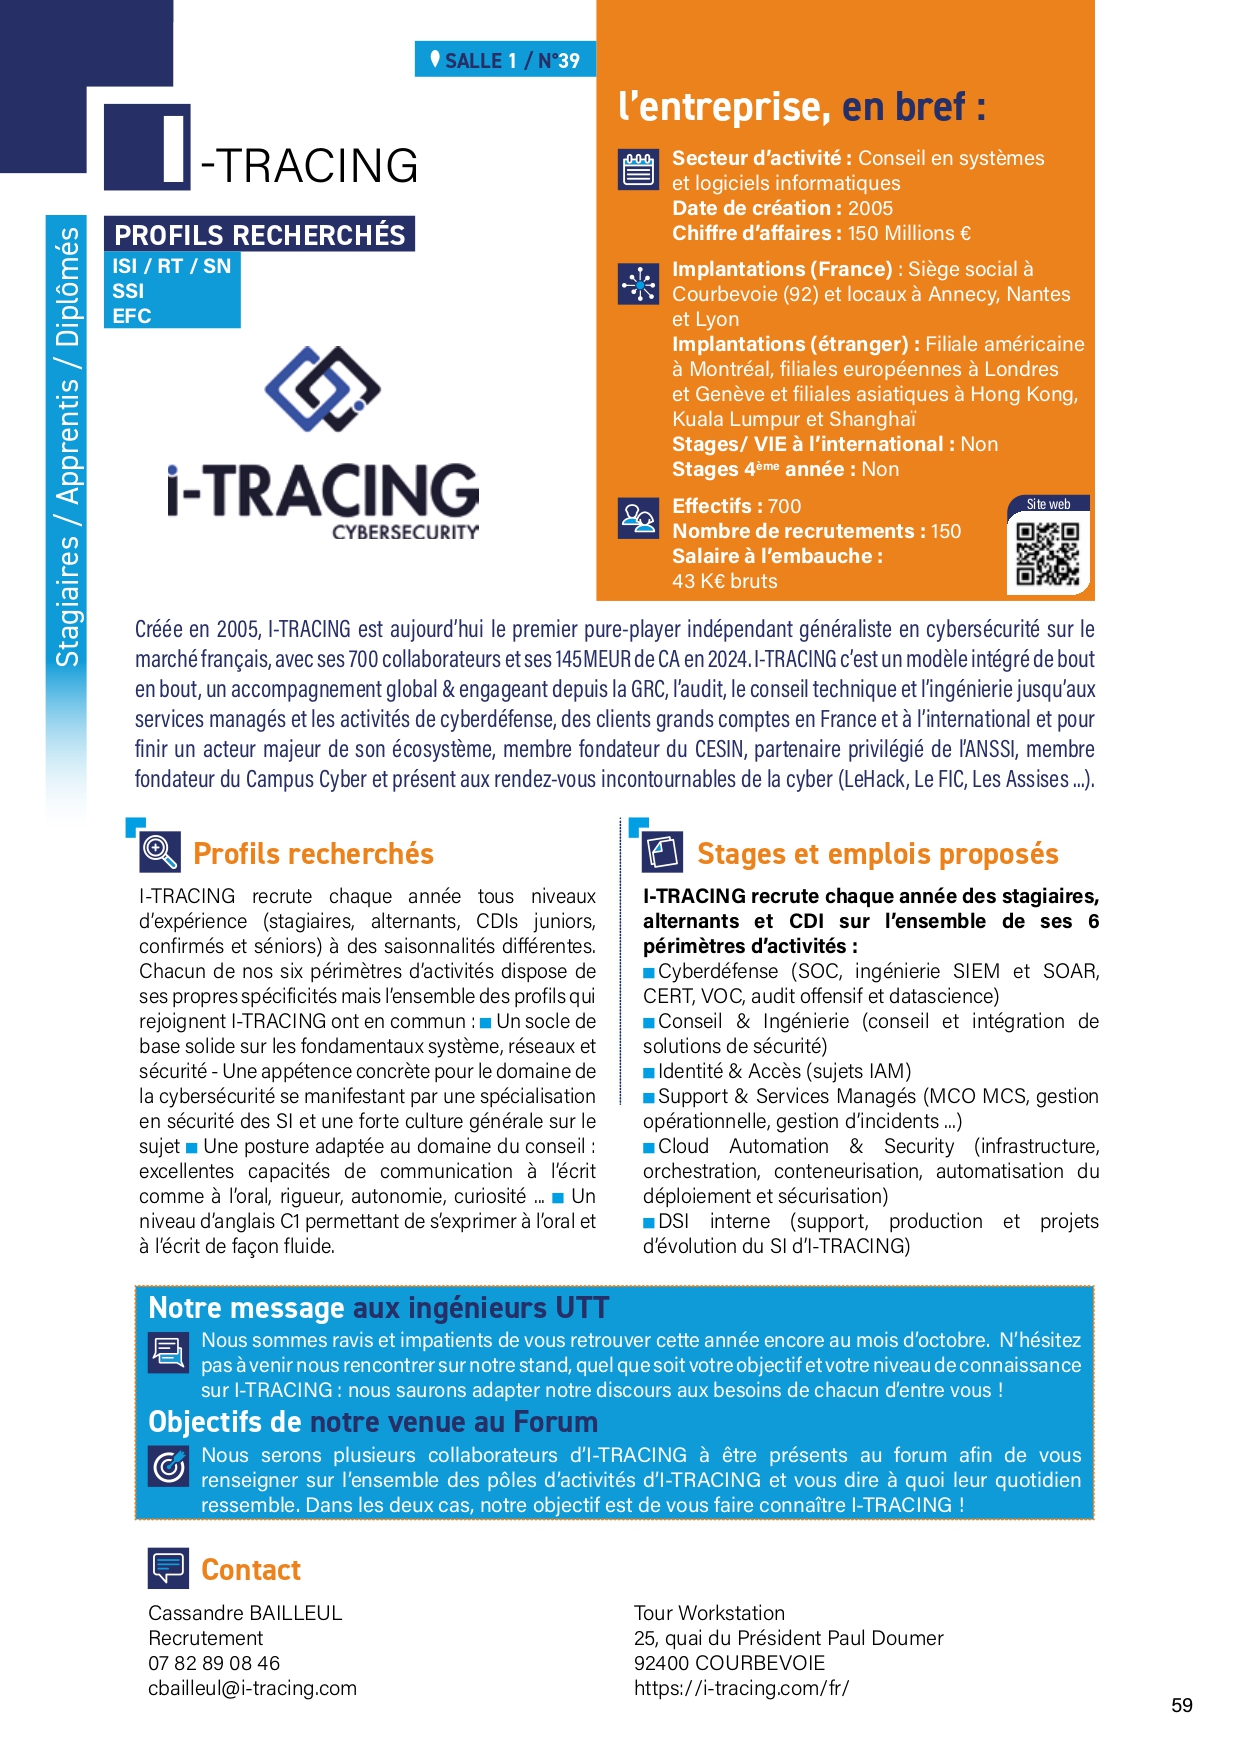 SALLE 1 / N°39
I-TRACING
PROFILS RECHERCHÉS
ISI / RT / SN
SSI
EFC
Stagiaires / Apprentis / Diplômés
i-TRACING
CYBERSECURITY
l'entreprise, en bref :
Secteur d'activité : Conseil en systèmes
et logiciels informatiques
Date de création : 2005
Chiffre d'affaires : 150 Millions €
Implantations (France) : Siège social à
Courbevoie (92) et locaux à Annecy, Nantes
et Lyon
Implantations (étranger) : Filiale américaine
à Montréal, filiales européennes à Londres
et Genève et filiales asiatiques à Hong Kong,
Kuala Lumpur et Shanghaï
Stages/ VIE à l'international : Non
Stages 4ème année : Non
Effectifs : 700
Nombre de recrutements : 150
Salaire à l'embauche :
43 K€ bruts
Site web
Créée en 2005, I-TRACING est aujourd'hui le premier pure-player indépendant généraliste en cybersécurité sur le
marché français, avec ses 700 collaborateurs et ses 145MEUR de CA en 2024. I-TRACING c'est un modèle intégré de bout
en bout, un accompagnement global & engageant depuis la GRC, l'audit, le conseil technique et l'ingénierie jusqu'aux
services managés et les activités de cyberdéfense, des clients grands comptes en France et à l'international et pour
finir un acteur majeur de son écosystème, membre fondateur du CESIN, partenaire privilégié de l'ANSSI, membre
fondateur du Campus Cyber et présent aux rendez-vous incontournables de la cyber (LeHack, Le FIC, Les Assises ...).
Profils recherchés
I-TRACING recrute chaque année tous niveaux
d'expérience (stagiaires, alternants, CDIs juniors,
confirmés et séniors) à des saisonnalités différentes.
Chacun de nos six périmètres d'activités dispose de
ses propres spécificités mais l'ensemble des profils qui
rejoignent I-TRACING ont en commun : ■ Un socle de
base solide sur les fondamentaux système, réseaux et
sécurité - Une appétence concrète pour le domaine de
la cybersécurité se manifestant par une spécialisation
en sécurité des SI et une forte culture générale sur le
sujet ■ Une posture adaptée au domaine du conseil :
excellentes capacités de communication à l'écrit
comme à l'oral, rigueur, autonomie, curiosité ... ■ Un
niveau d'anglais C1 permettant de s'exprimer à l'oral et
à l'écrit de façon fluide.
Stages et emplois proposés
I-TRACING recrute chaque année des stagiaires,
alternants et CDI sur l'ensemble de ses 6
périmètres d'activités :
■ Cyberdéfense (SOC, ingénierie SIEM et SOAR,
CERT, VOC, audit offensif et datascience)
■ Conseil & Ingénierie (conseil et intégration de
solutions de sécurité)
■ Identité & Accès (sujets IAM)
■ Support & Services Managés (MCO MCS, gestion
opérationnelle, gestion d'incidents ...)
■ Cloud Automation & Security (infrastructure,
orchestration, conteneurisation, automatisation du
déploiement et sécurisation)
■ DSI interne (support, production et projets
d'évolution du SI d'I-TRACING)
Notre message aux ingénieurs UTT
Nous sommes ravis et impatients de vous retrouver cette année encore au mois d'octobre. N'hésitez
pas à venir nous rencontrer sur notre stand, quel que soit votre objectif et votre niveau de connaissance
sur I-TRACING : nous saurons adapter notre discours aux besoins de chacun d'entre vous !
Objectifs de notre venue au Forum
Nous serons plusieurs collaborateurs d'I-TRACING à être présents au forum afin de vous
renseigner sur l'ensemble des pôles d'activités d'I-TRACING et vous dire à quoi leur quotidien
ressemble. Dans les deux cas, notre objectif est de vous faire connaître I-TRACING !
Contact
Cassandre BAILLEUL
Recrutement
07 82 89 08 46
cbailleul@i-tracing.com
Tour Workstation
25, quai du Président Paul Doumer
92400 COURBEVOIE
https://i-tracing.com/fr/
59